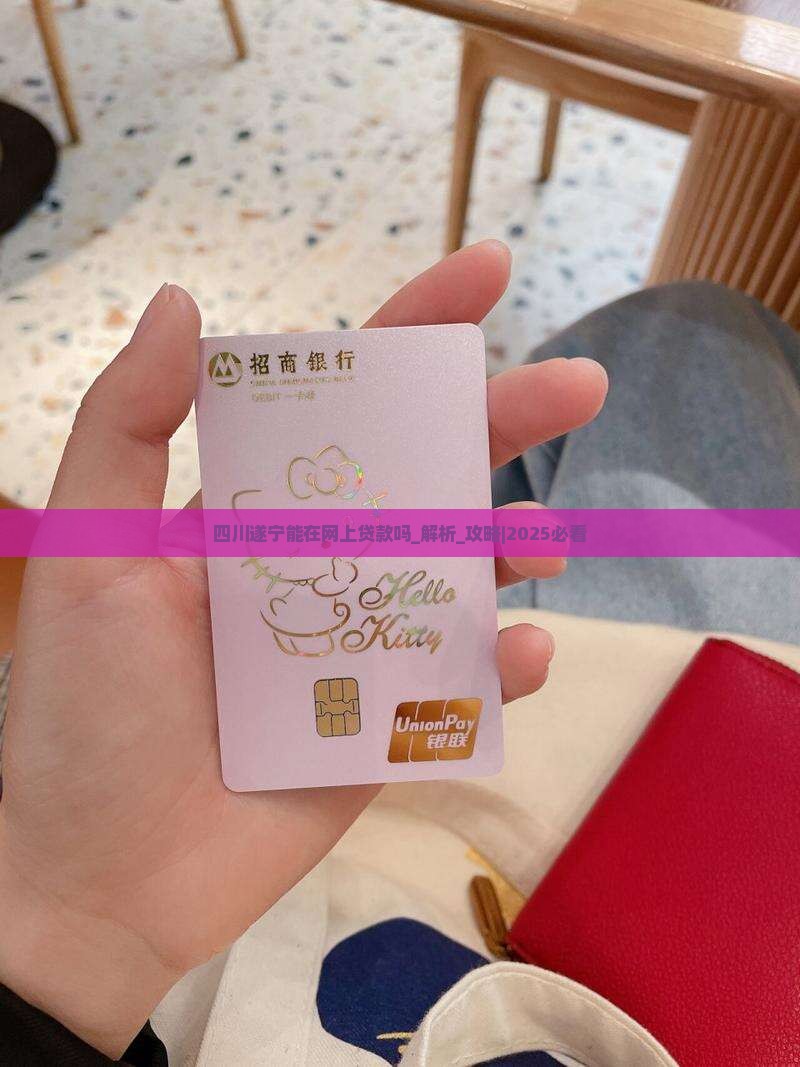 招商银行
四川遂宁能在网上贷款吗_解析_攻略|2025必看
Hello
Kitty
UnionPay
银联